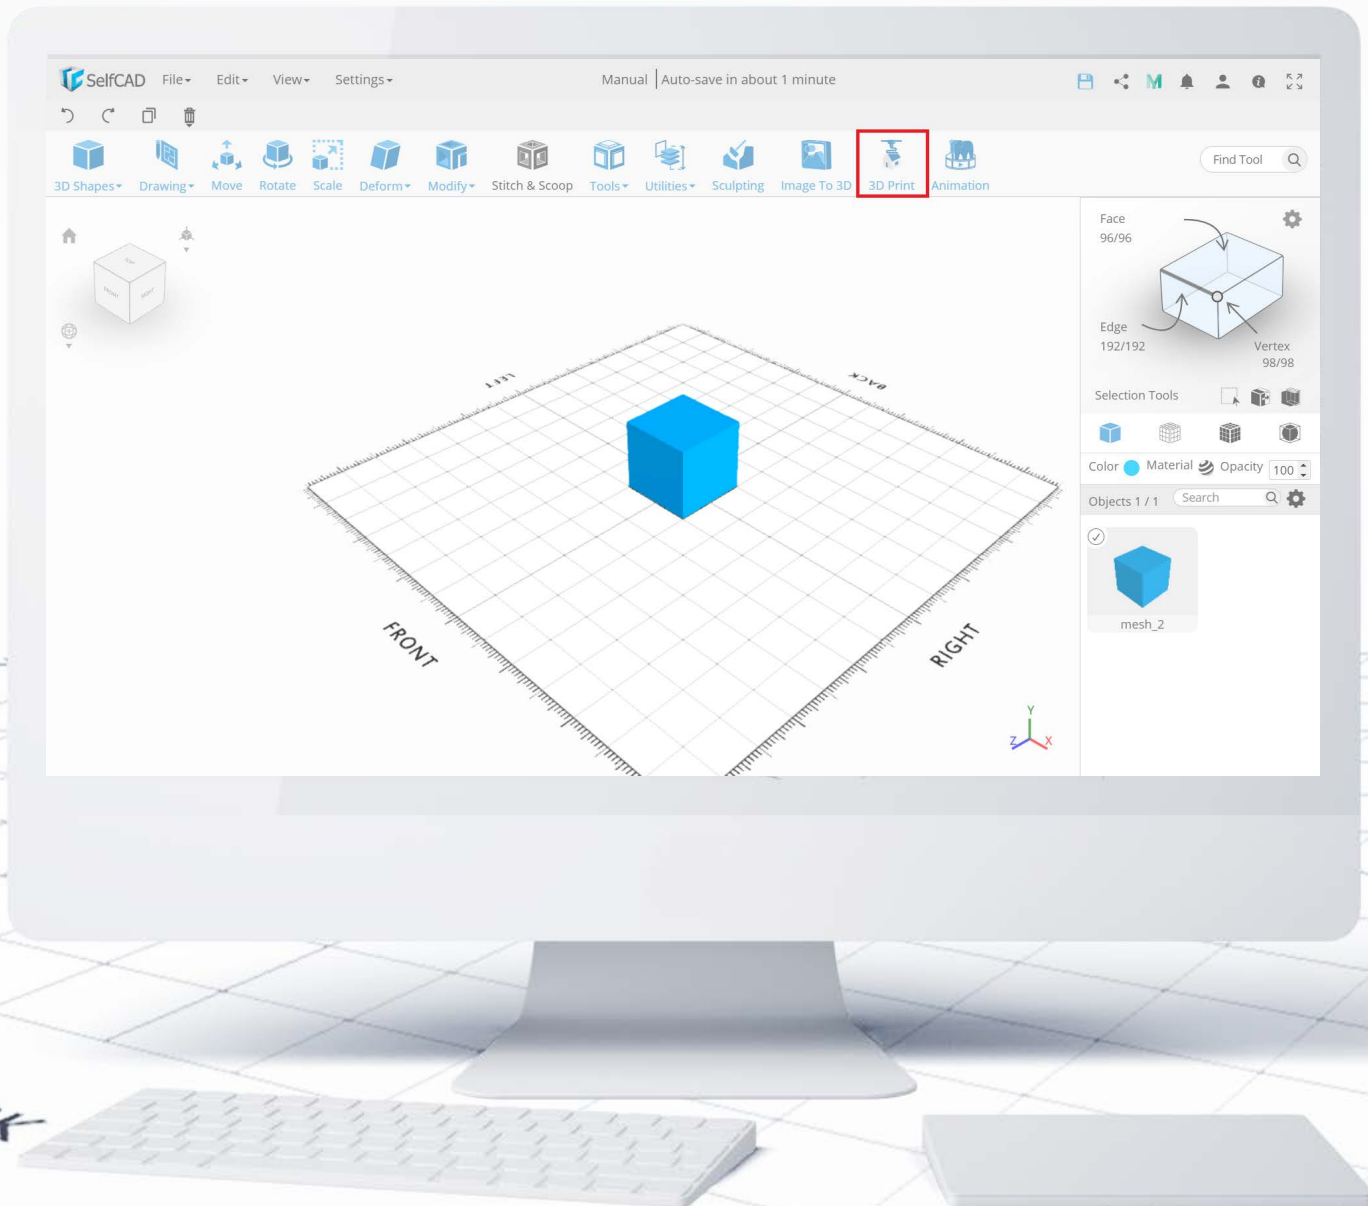 SelfCAD File Edit View Settings Manual Auto-save in about 1 minute
3D Shapes Drawing Move Rotate Scale Deform Modify Stitch & Scoop Tools Utilities Sculpting Image To 3D 3D Print Animation
Find Tool
Face
96/96
TOP
FRONT RIGHT
Edge
192/192
Vertex
98/98
LEFT BACK
Selection Tools
Color Material Opacity 100
Objects 1 / 1 Search
mesh_2
FRONT RIGHT
Y
Z X